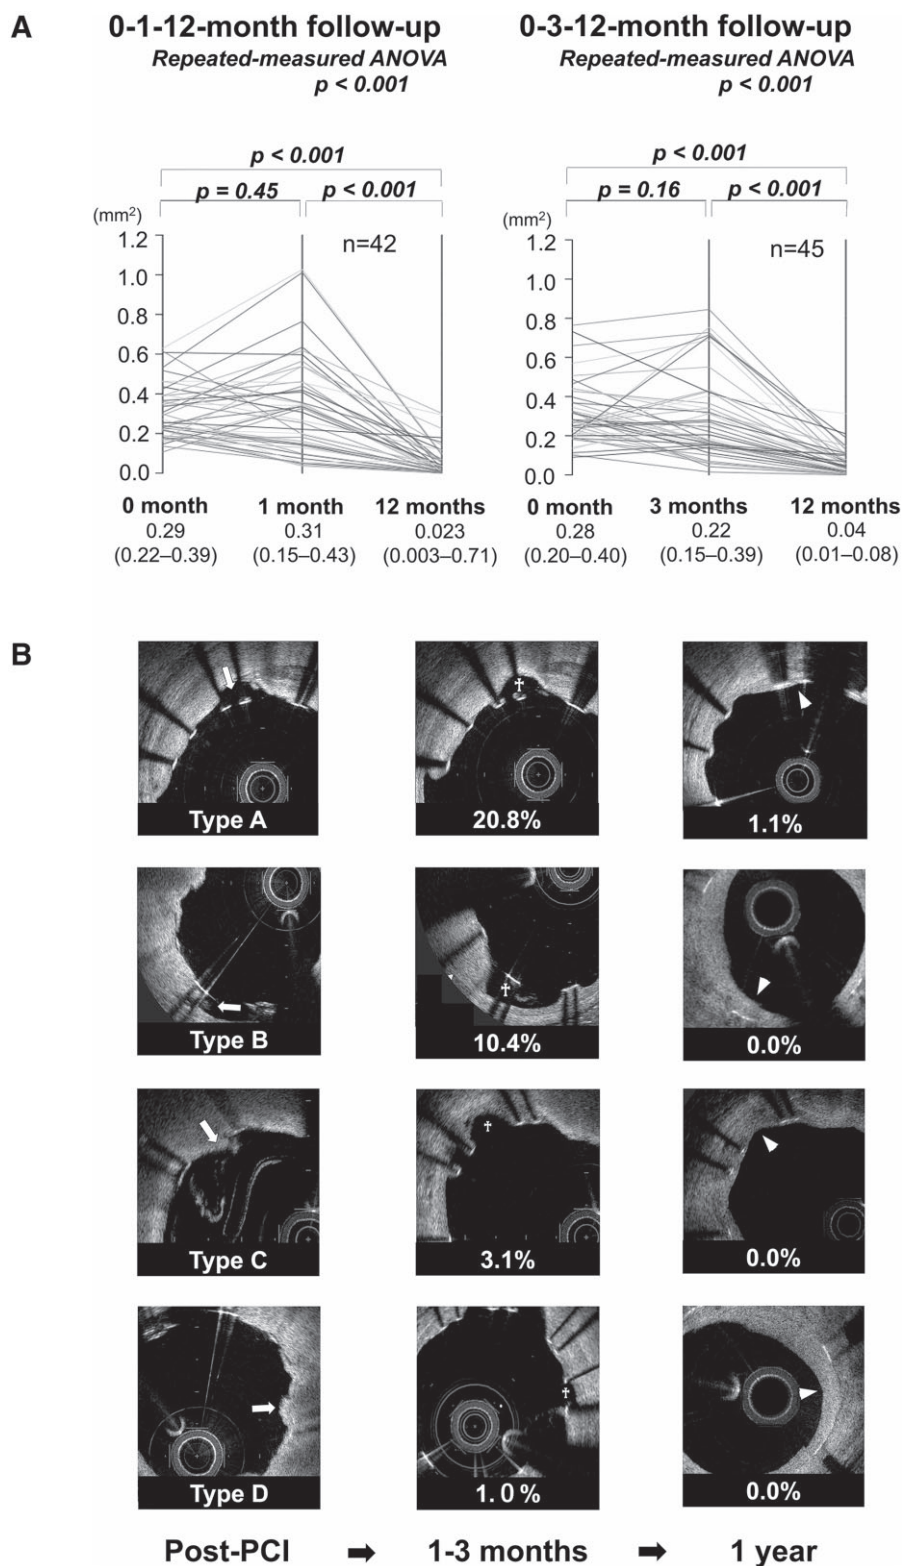 A
0-1-12-month follow-up
Repeated-measured ANOVA
p < 0.001
p < 0.001
p = 0.45 p < 0.001
(mm²)
n=42
1.2
1.0
0.8
0.6
0.4
0.2
0.0
0 month 1 month 12 months
0.29 0.31 0.023
(0.22–0.39) (0.15–0.43) (0.003–0.71)
0-3-12-month follow-up
Repeated-measured ANOVA
p < 0.001
p < 0.001
p = 0.16 p < 0.001
(mm²)
n=45
1.2
1.0
0.8
0.6
0.4
0.2
0.0
0 month 3 months 12 months
0.28 0.22 0.04
(0.20–0.40) (0.15–0.39) (0.01–0.08)
B
†
Type A 20.8% 1.1%
†
Type B 10.4% 0.0%
†
Type C 3.1% 0.0%
†
Type D 1.0% 0.0%
Post-PCI ➡ 1-3 months ➡ 1 year